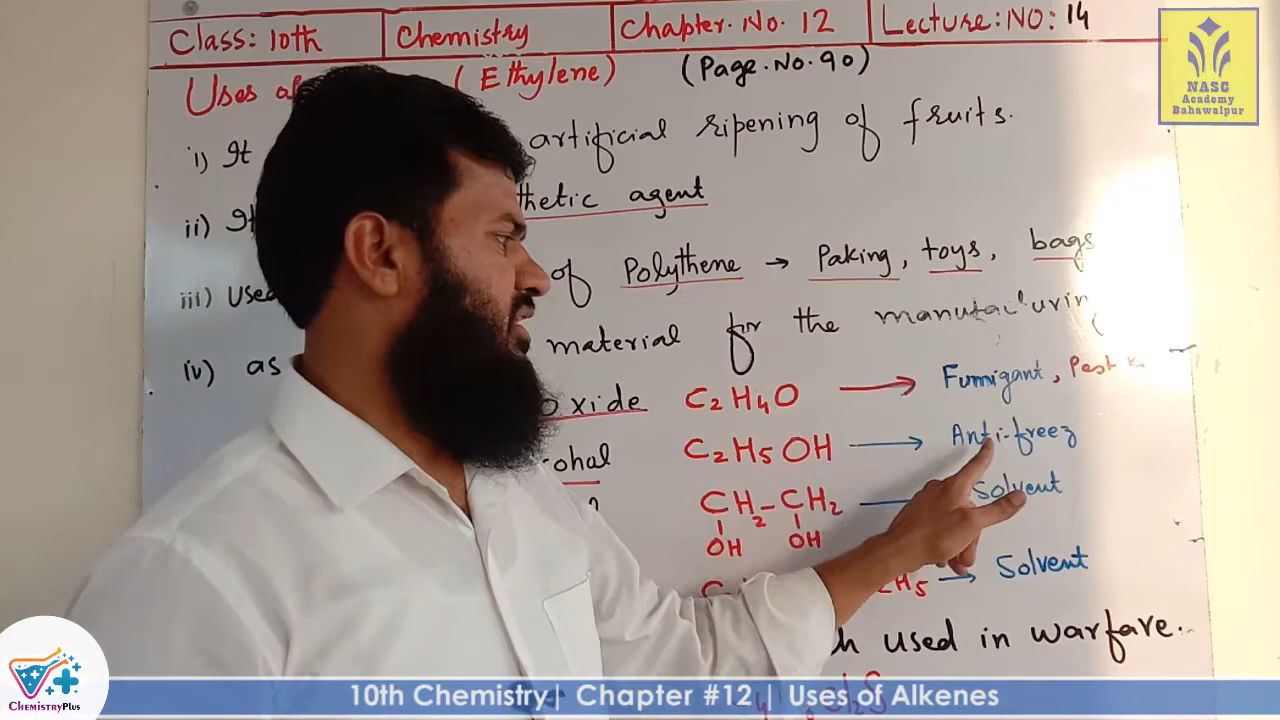 Class: 10th Chemistry Chapter. No. 12 Lecture: NO: 14
Uses (Ethylene) (Page. No. 90)
i) It artificial ripening of fruits.
ii) It thetic agent
iii) Used of Polythene → Paking, toys, bags
iv) as material for the
oxide C2H4O → Fumigant, Pest
ohal C2H5OH → Anti-freez
CH2-CH2 Solvent
OH OH
H5 → Solvent
h used in warfare.
NASC
Academy
Bahawalpur
ChemistryPlus
10th Chemistry| Chapter #12 | Uses of Alkenes